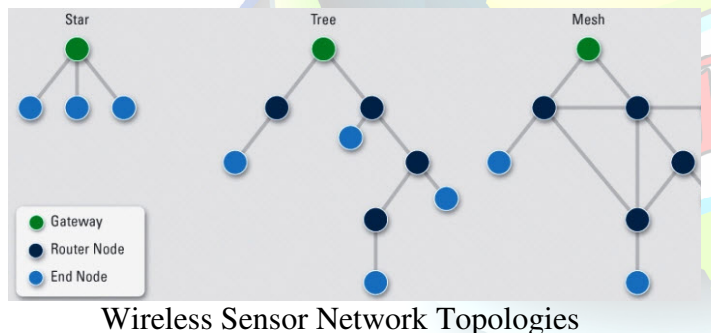 Star Tree Mesh
Gateway
Router Node
End Node
Wireless Sensor Network Topologies